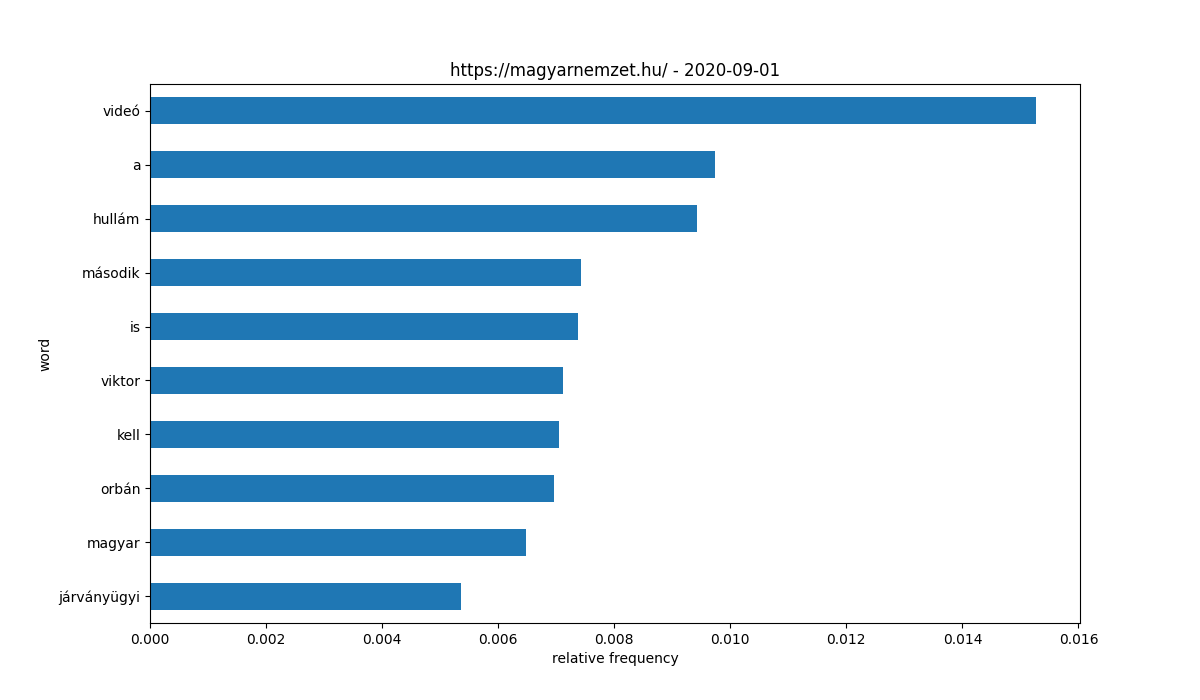 https://magyarnemzet.hu/ - 2020-09-01
videó
a
hullám
második
is
viktor
kell
orbán
magyar
járványügyi
word
0.000 0.002 0.004 0.006 0.008 0.010 0.012 0.014 0.016
relative frequency